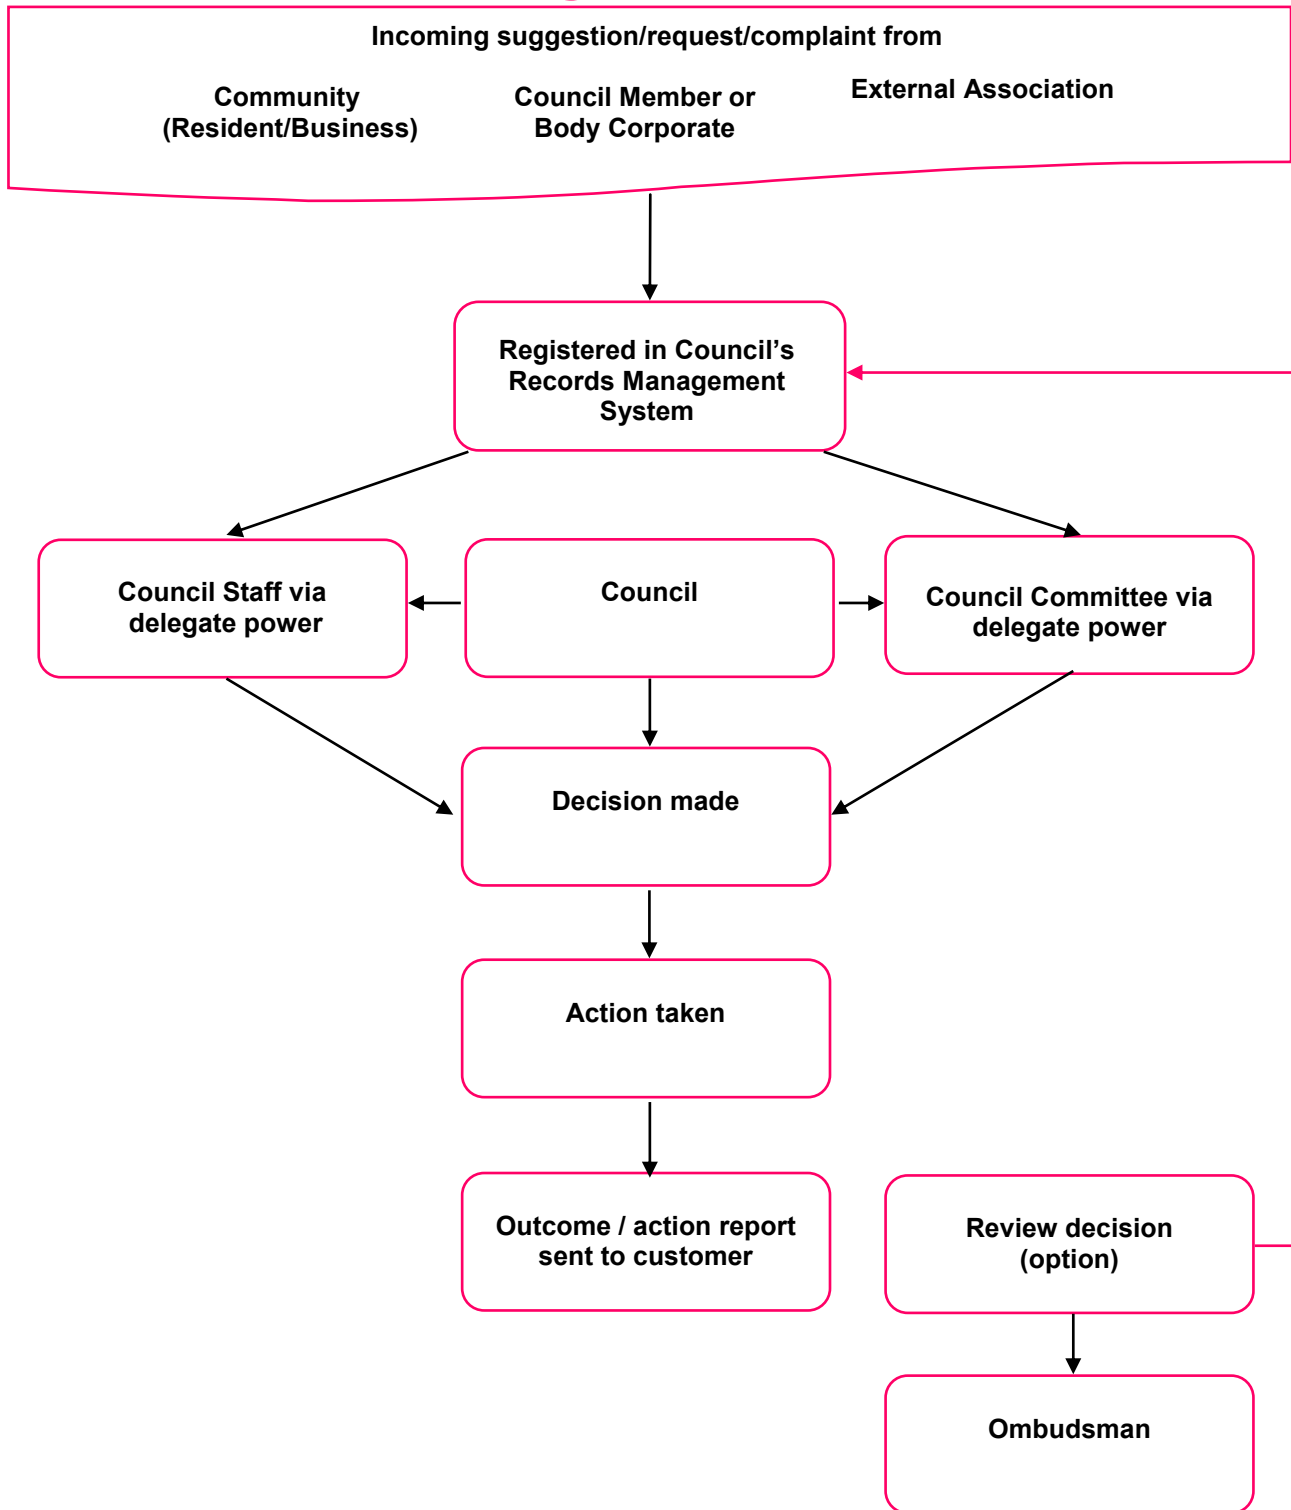 Incoming suggestion/request/complaint from
Community
(Resident/Business)
Council Member or
Body Corporate
External Association
Registered in Council’s
Records Management
System
Council Staff via
delegate power
Council
Council Committee via
delegate power
Decision made
Action taken
Outcome / action report
sent to customer
Review decision
(option)
Ombudsman